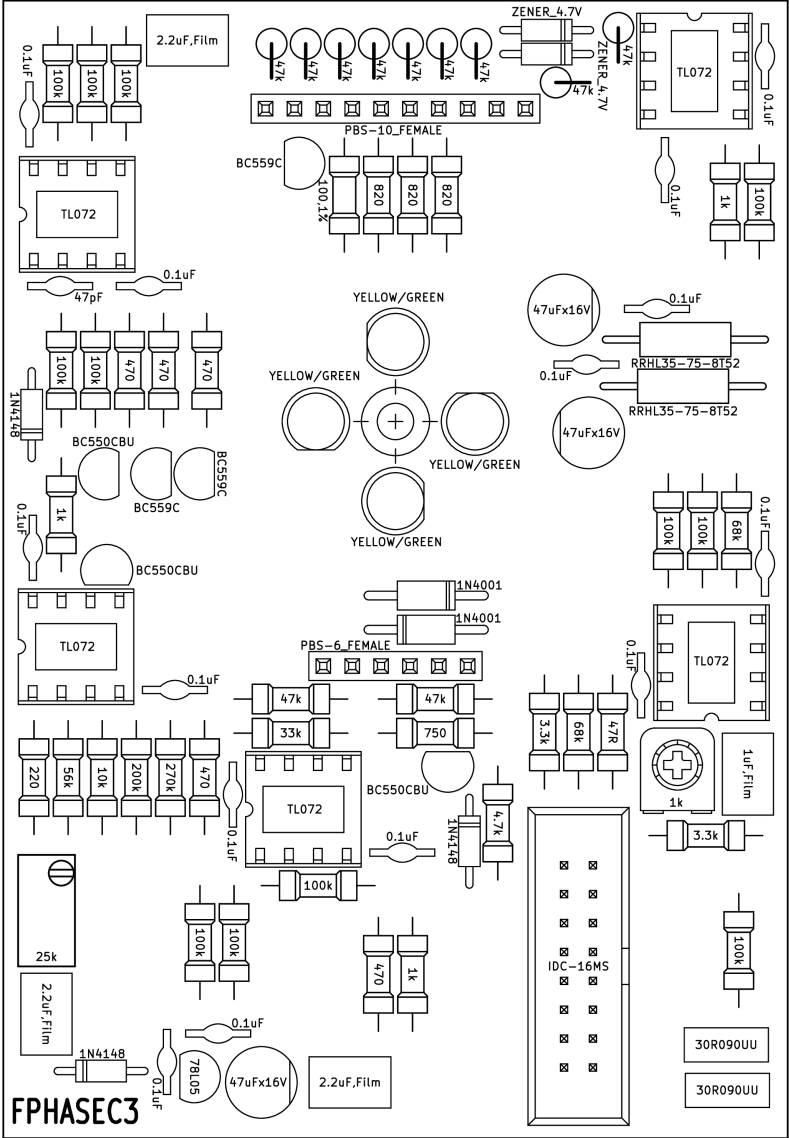 ZENER_4.7V
2.2uF,Film
0.1uF
100k
100k
100k
47k
47k
47k
47k
47k
47k
47k
47k
47k
ZENER_4.7V
TL072
0.1uF
PBS-10_FEMALE
BC559C
100,1%
820
820
820
0.1uF
1k
100k
TL072
47pF
0.1uF
YELLOW/GREEN
47uFx16V
0.1uF
RRHL35-75-8T52
0.1uF
RRHL35-75-8T52
1N4148
100k
100k
470
470
470
YELLOW/GREEN
47uFx16V
BC550CBU
BC559C
BC559C
YELLOW/GREEN
YELLOW/GREEN
0.1uF
1k
100k
100k
68k
0.1uF
BC550CBU
1N4001
1N4001
TL072
PBS-6_FEMALE
0.1uF
TL072
0.1uF
47k
47k
33k
750
3.3k
68k
47R
220
56k
10k
200k
270k
470
0.1uF
TL072
BC550CBU
1k
1uF,Film
1N4148
4.7k
3.3k
0.1uF
100k
25k
100k
100k
470
1k
IDC-16MS
100k
2.2uF,Film
0.1uF
1N4148
0.1uF
78L05
47uFx16V
2.2uF,Film
30R090UU
30R090UU
FPHASEC3